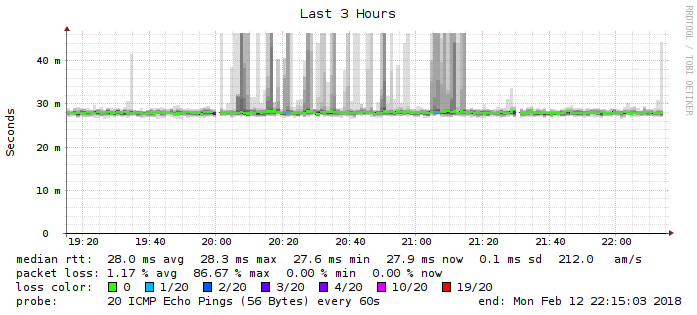 Last 3 Hours
RRDTOOL / TOBI OETIKER
Seconds
40 m
30 m
20 m
10 m
0
19:20 19:40 20:00 20:20 20:40 21:00 21:20 21:40 22:00
median rtt: 28.0 ms avg 28.3 ms max 27.6 ms min 27.9 ms now 0.1 ms sd 212.0 am/s
packet loss: 1.17 % avg 86.67 % max 0.00 % min 0.00 % now
loss color: 0 1/20 2/20 3/20 4/20 10/20 19/20
probe: 20 ICMP Echo Pings (56 Bytes) every 60s end: Mon Feb 12 22:15:03 2018